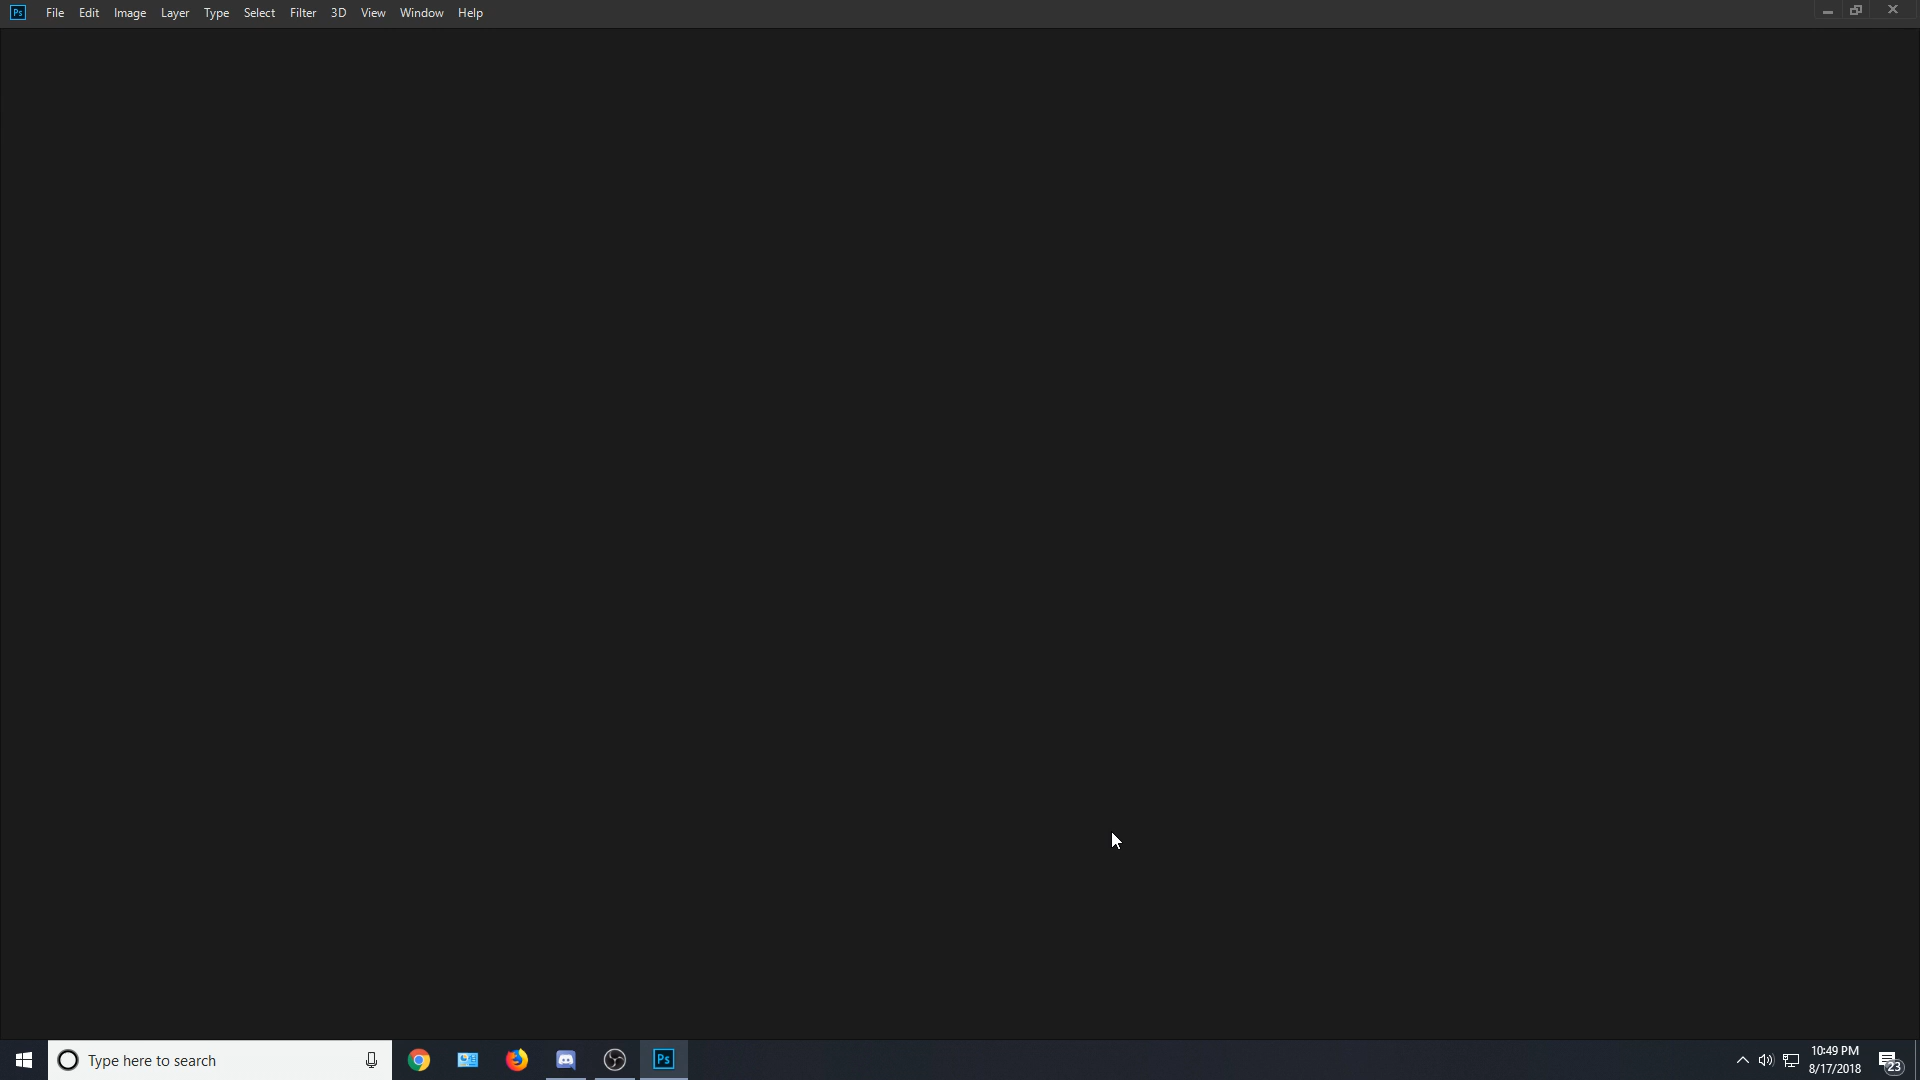 Ps File Edit Image Layer Type Select Filter 3D View Window Help
Type here to search
Ps
10:49 PM
8/17/2018
23